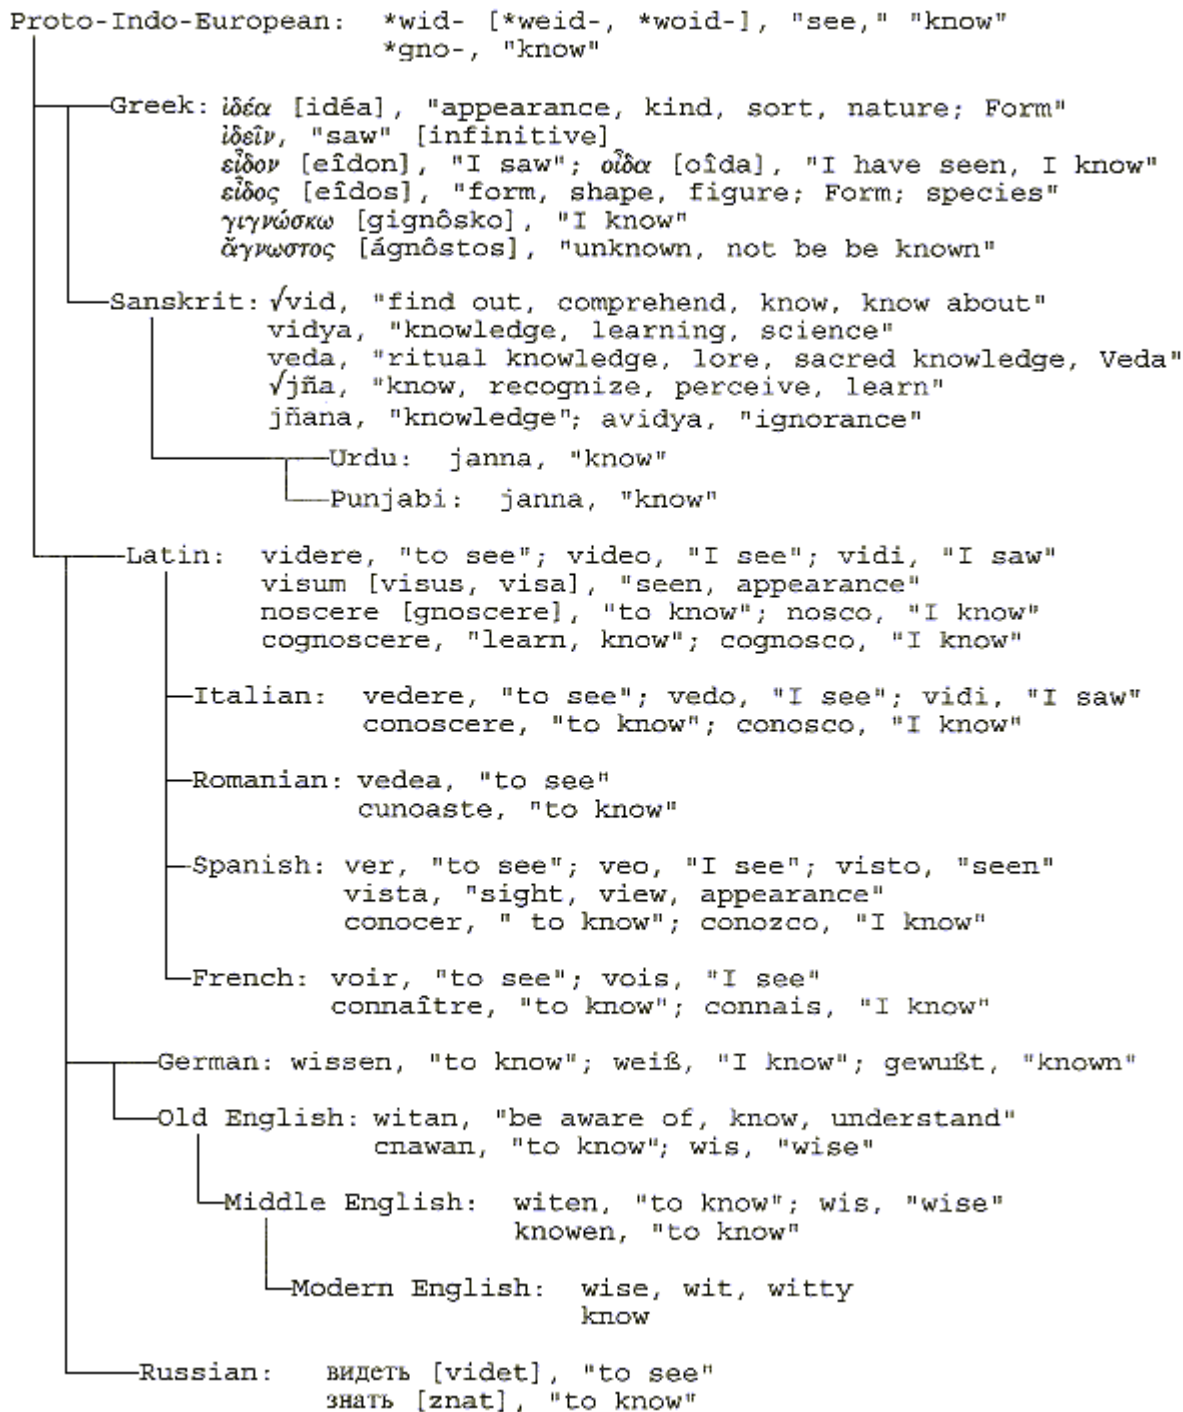 Proto-Indo-European: *wid- [*weid-, *woid-], "see," "know"
*gno-, "know"
Greek: ἰδέα [idéa], "appearance, kind, sort, nature; Form"
ἰδεῖν, "saw" [infinitive]
εἶδον [eîdon], "I saw"; οἶδα [oîda], "I have seen, I know"
εἶδος [eîdos], "form, shape, figure; Form; species"
γιγνώσκω [gignôsko], "I know"
ἄγνωστος [ágnôstos], "unknown, not be be known"
Sanskrit: √vid, "find out, comprehend, know, know about"
vidya, "knowledge, learning, science"
veda, "ritual knowledge, lore, sacred knowledge, Veda"
√jña, "know, recognize, perceive, learn"
jñana, "knowledge"; avidya, "ignorance"
Urdu: janna, "know"
Punjabi: janna, "know"
Latin: videre, "to see"; video, "I see"; vidi, "I saw"
visum [visus, visa], "seen, appearance"
noscere [gnoscere], "to know"; nosco, "I know"
cognoscere, "learn, know"; cognosco, "I know"
Italian: vedere, "to see"; vedo, "I see"; vidi, "I saw"
conoscere, "to know"; conosco, "I know"
Romanian: vedea, "to see"
cunoaste, "to know"
Spanish: ver, "to see"; veo, "I see"; visto, "seen"
vista, "sight, view, appearance"
conocer, " to know"; conozco, "I know"
French: voir, "to see"; vois, "I see"
connaître, "to know"; connais, "I know"
German: wissen, "to know"; weiß, "I know"; gewußt, "known"
Old English: witan, "be aware of, know, understand"
cnawan, "to know"; wis, "wise"
Middle English: witen, "to know"; wis, "wise"
knowen, "to know"
Modern English: wise, wit, witty
know
Russian: видеть [videt], "to see"
знать [znat], "to know"